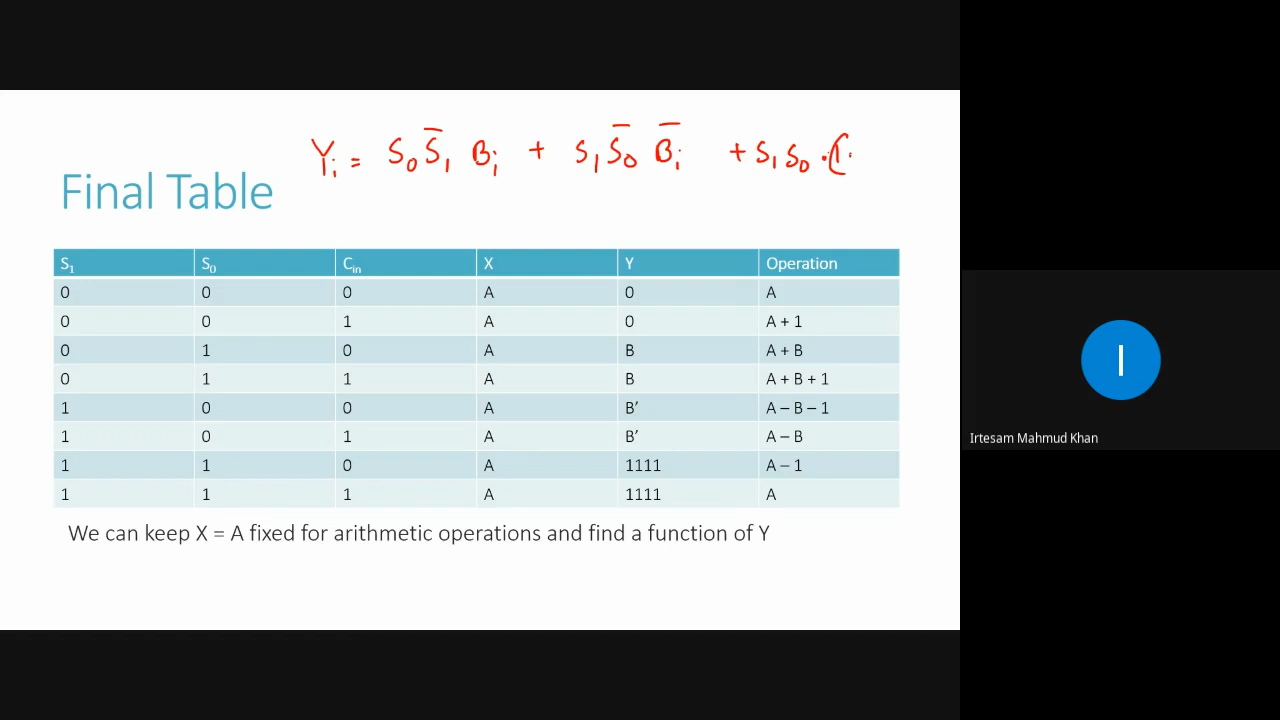 Yᵢ = S₀ S̅₁ Bᵢ + S₁ S̅₀ B̅ᵢ + S₁ S₀ .
Final Table
S₁ S₀ Cᵢₙ X Y Operation
0 0 0 A 0 A
0 0 1 A 0 A + 1
0 1 0 A B A + B
0 1 1 A B A + B + 1
1 0 0 A B′ A – B – 1
1 0 1 A B′ A – B
1 1 0 A 1111 A – 1
1 1 1 A 1111 A
We can keep X = A fixed for arithmetic operations and find a function of Y
I
Irtesam Mahmud Khan